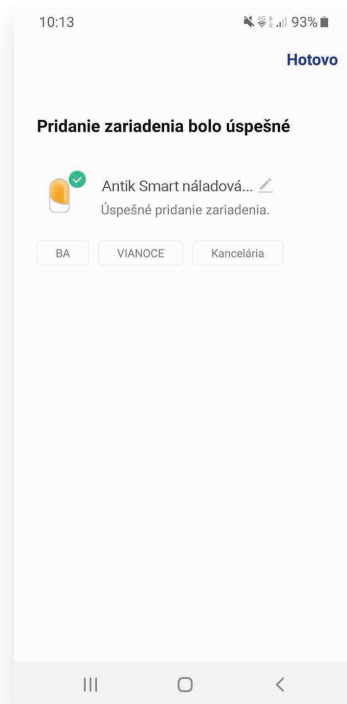 10:13 93%
Hotovo
Pridanie zariadenia bolo úspešné
Antik Smart náladová...
Úspešné pridanie zariadenia.
BA VIANOCE Kancelária